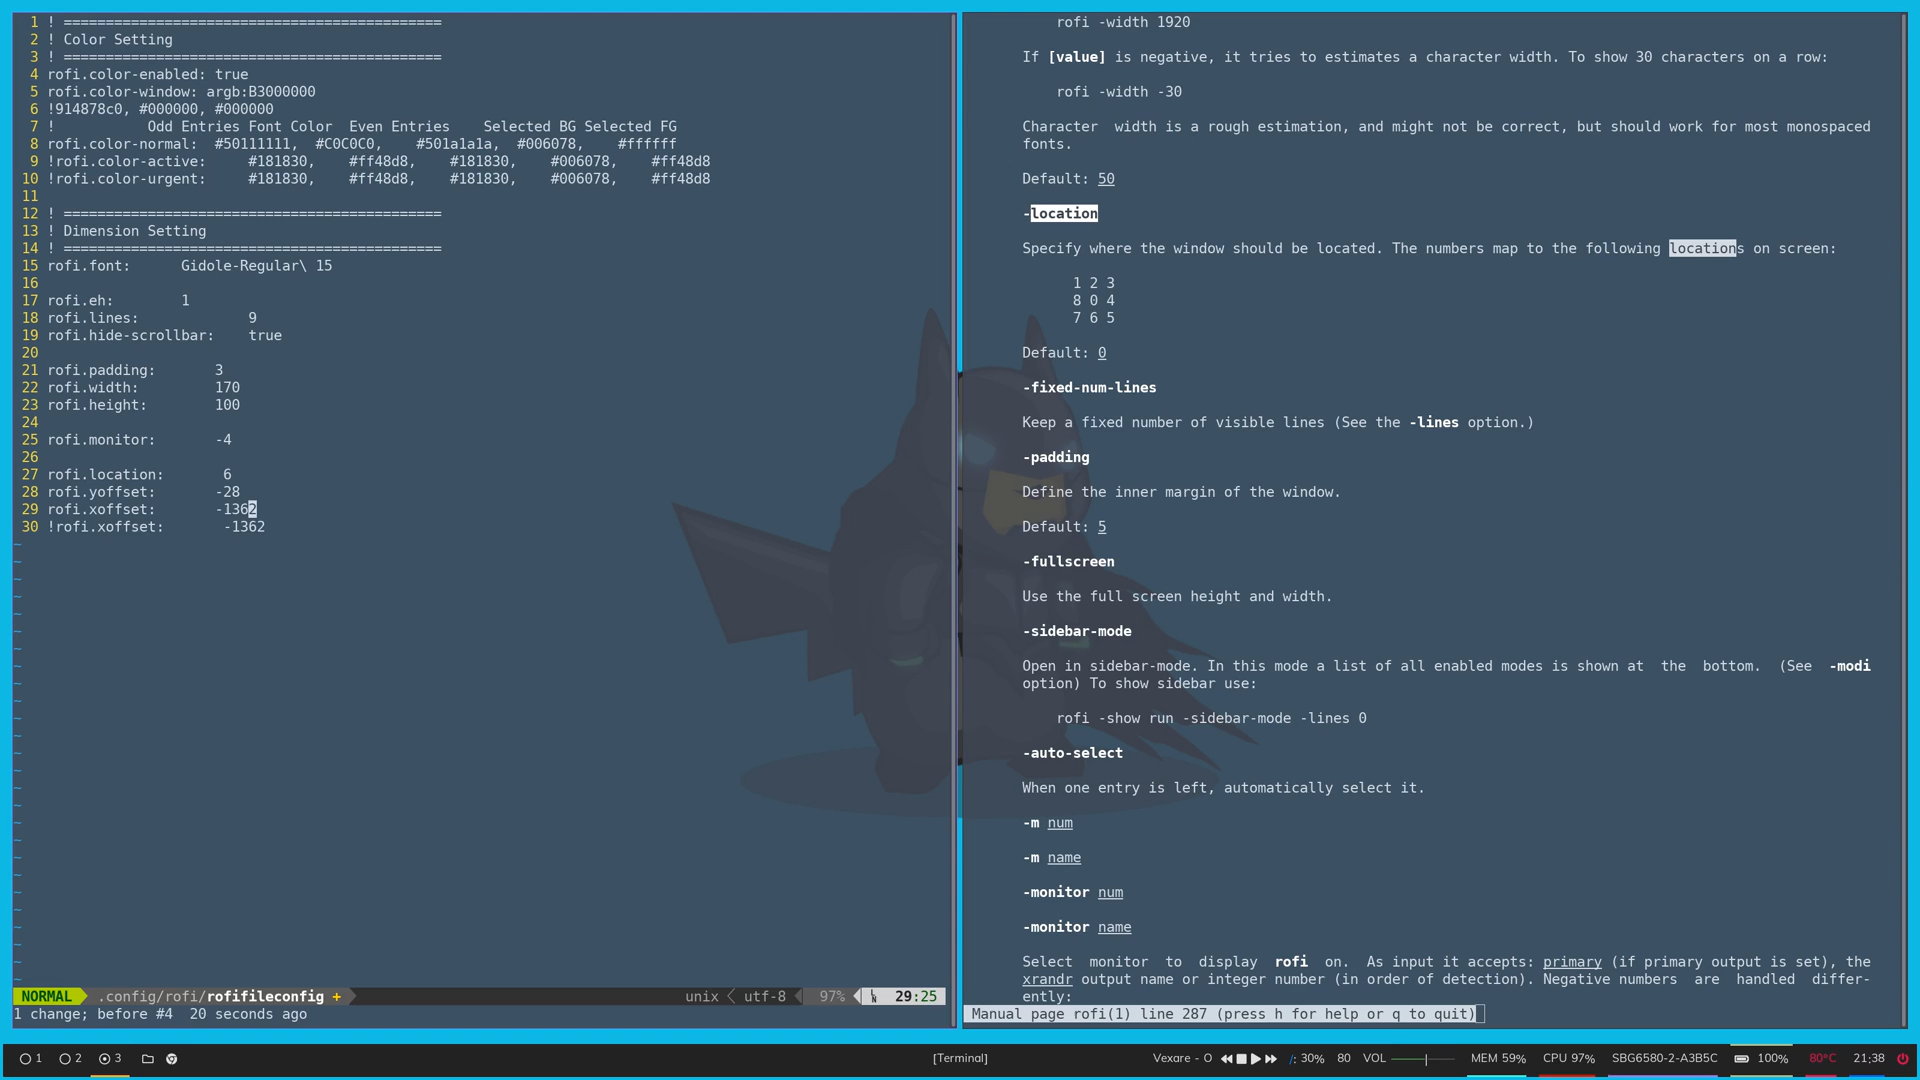 1 ! =============================================
2 ! Color Setting
3 ! =============================================
4 rofi.color-enabled: true
5 rofi.color-window: argb:B3000000
6 !914878c0, #000000, #000000
7 !           Odd Entries Font Color  Even Entries    Selected BG Selected FG
8 rofi.color-normal:  #50111111,  #C0C0C0,    #501a1a1a,  #006078,    #ffffff
9 !rofi.color-active:     #181830,    #ff48d8,    #181830,    #006078,    #ff48d8
10 !rofi.color-urgent:     #181830,    #ff48d8,    #181830,    #006078,    #ff48d8
11
12 ! =============================================
13 ! Dimension Setting
14 ! =============================================
15 rofi.font:      Gidole-Regular\ 15
16
17 rofi.eh:        1
18 rofi.lines:             9
19 rofi.hide-scrollbar:    true
20
21 rofi.padding:       3
22 rofi.width:         170
23 rofi.height:        100
24
25 rofi.monitor:       -4
26
27 rofi.location:       6
28 rofi.yoffset:       -28
29 rofi.xoffset:       -1362
30 !rofi.xoffset:       -1362
NORMAL .config/rofi/rofifileconfig + unix utf-8 97% LN 29:25
1 change; before #4  20 seconds ago
rofi -width 1920
If [value] is negative, it tries to estimates a character width. To show 30 characters on a row:
rofi -width -30
Character  width is a rough estimation, and might not be correct, but should work for most monospaced
fonts.
Default: 50
-location
Specify where the window should be located. The numbers map to the following locations on screen:
1 2 3
8 0 4
7 6 5
Default: 0
-fixed-num-lines
Keep a fixed number of visible lines (See the -lines option.)
-padding
Define the inner margin of the window.
Default: 5
-fullscreen
Use the full screen height and width.
-sidebar-mode
Open in sidebar-mode. In this mode a list of all enabled modes is shown at  the  bottom.  (See  -modi
option) To show sidebar use:
rofi -show run -sidebar-mode -lines 0
-auto-select
When one entry is left, automatically select it.
-m num
-m name
-monitor num
-monitor name
Select  monitor  to  display  rofi  on.  As input it accepts: primary (if primary output is set), the
xrandr output name or integer number (in order of detection). Negative numbers  are  handled  differ-
ently:
Manual page rofi(1) line 287 (press h for help or q to quit)
1 2 3 [Terminal] Vexare - O /: 30% 80 VOL MEM 59% CPU 97% SBG6580-2-A3B5C 100% 80°C 21;38